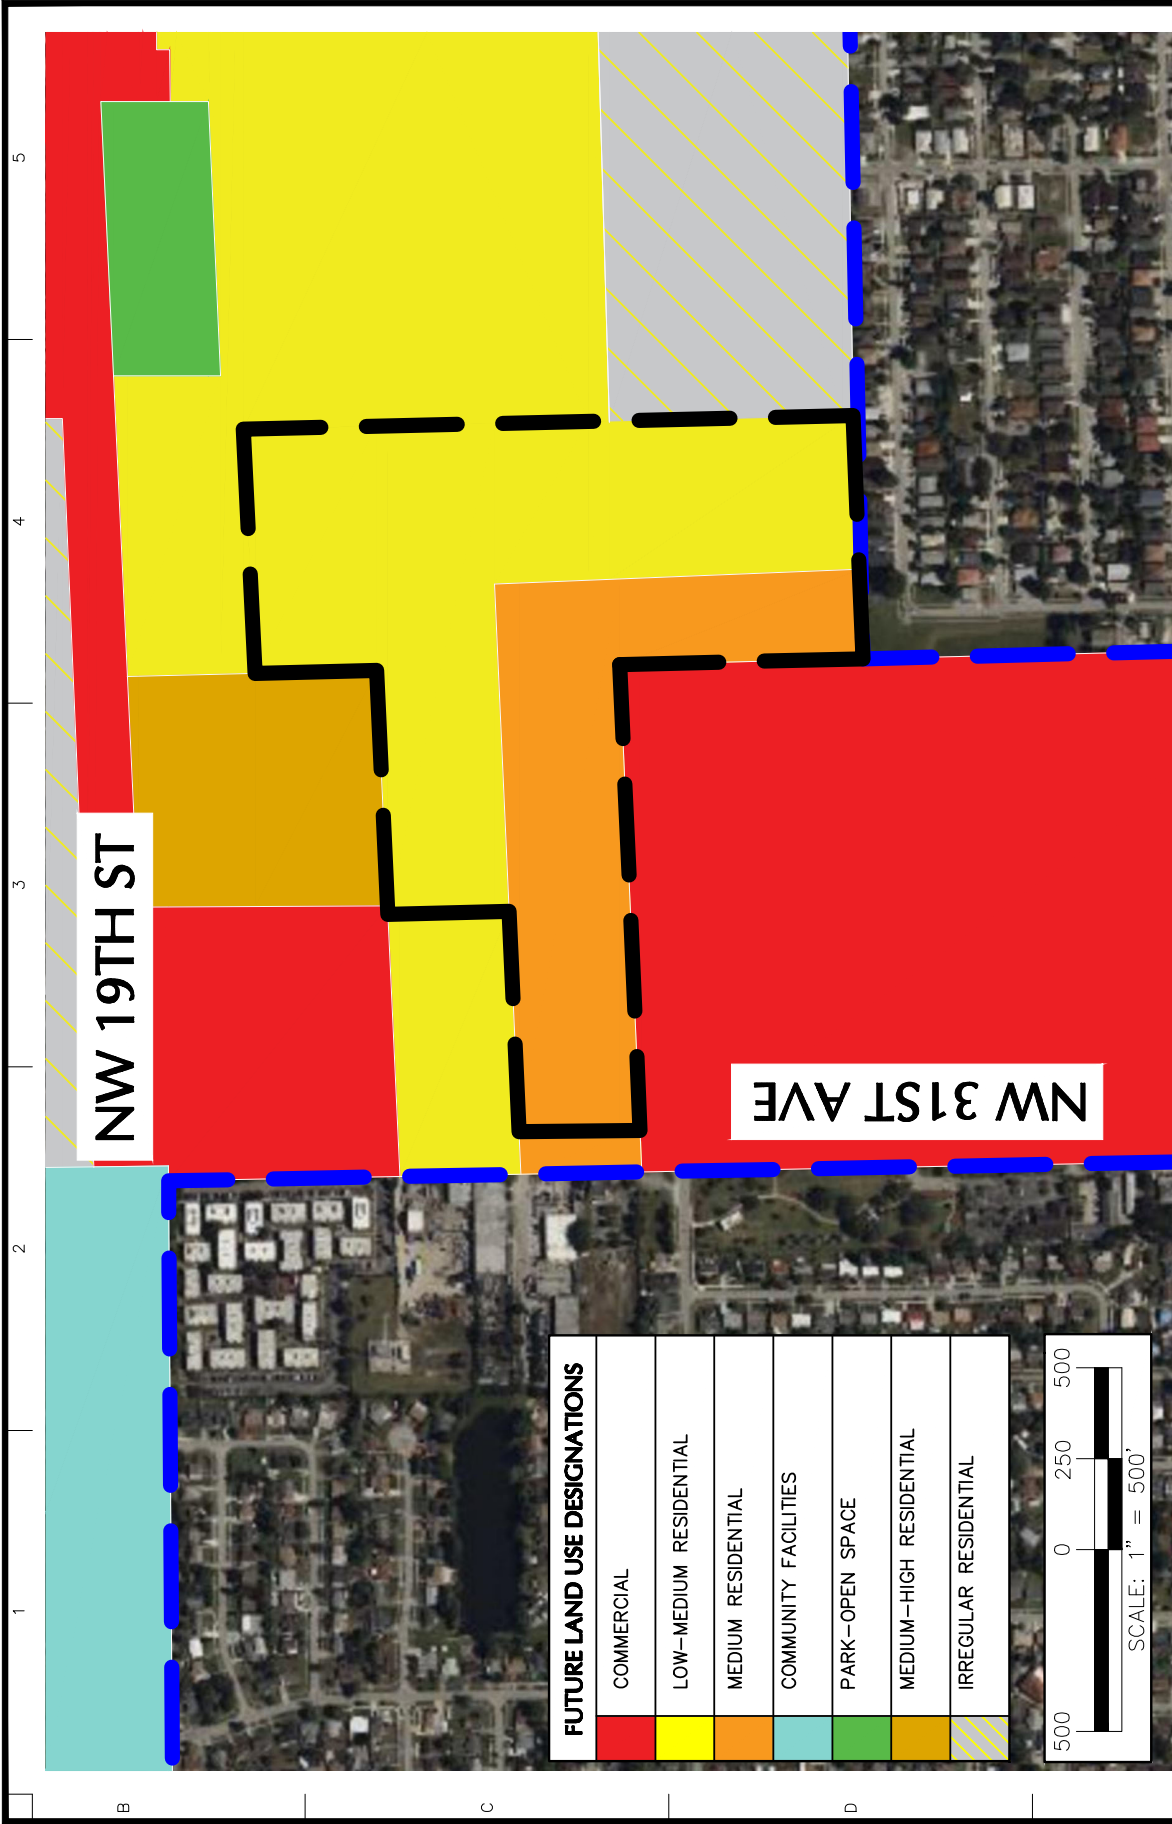 1
2
3
4
5
B
C
D
NW 19TH ST
NW 31ST AVE
FUTURE LAND USE DESIGNATIONS
COMMERCIAL
LOW-MEDIUM RESIDENTIAL
MEDIUM RESIDENTIAL
COMMUNITY FACILITIES
PARK-OPEN SPACE
MEDIUM-HIGH RESIDENTIAL
IRREGULAR RESIDENTIAL
500 0 250 500
SCALE: 1" = 500'